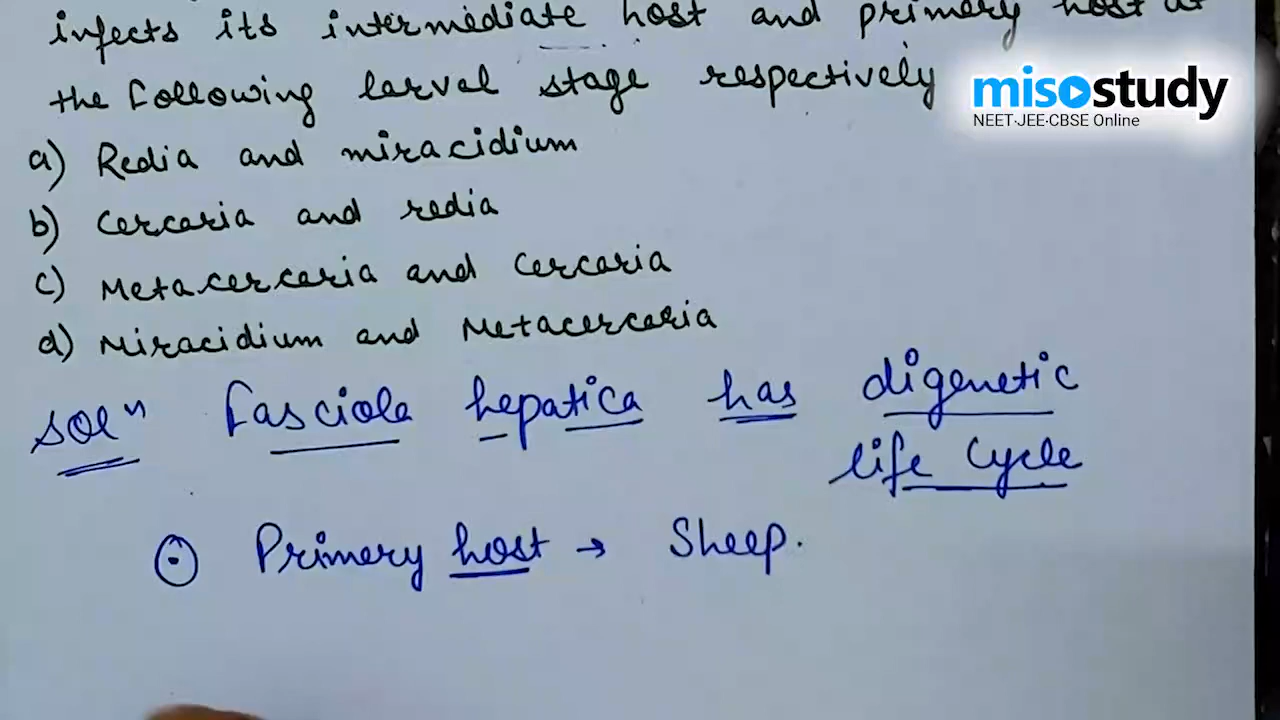 infects its intermediate host and primary host at
the following larval stage respectively
misostudy
NEET·JEE·CBSE Online
a) Redia and miracidium
b) Cercaria and redia
c) Metacercaria and Cercaria
d) Miracidium and Metacercaria
Solⁿ Fasciola hepatica has digenetic
life cycle
Primary host → Sheep.